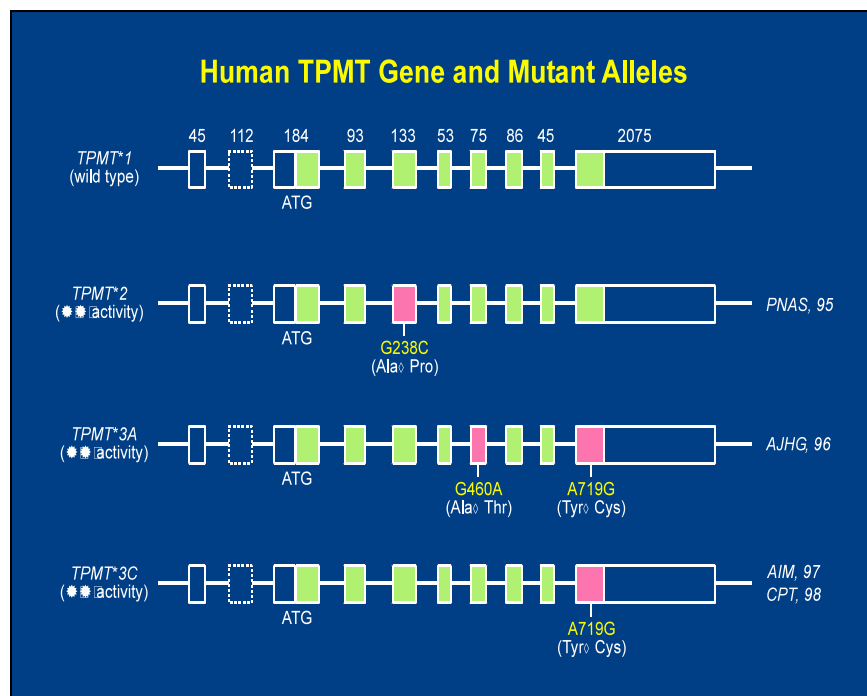 Human TPMT Gene and Mutant Alleles
45 112 184 93 133 53 75 86 45 2075
TPMT*1
(wild type)
ATG
TPMT*2
(✹✹ activity)
ATG
G238C
(Ala◊ Pro)
PNAS, 95
TPMT*3A
(✹✹ activity)
ATG
G460A
(Ala◊ Thr)
A719G
(Tyr◊ Cys)
AJHG, 96
TPMT*3C
(✹✹ activity)
ATG
A719G
(Tyr◊ Cys)
AIM, 97
CPT, 98